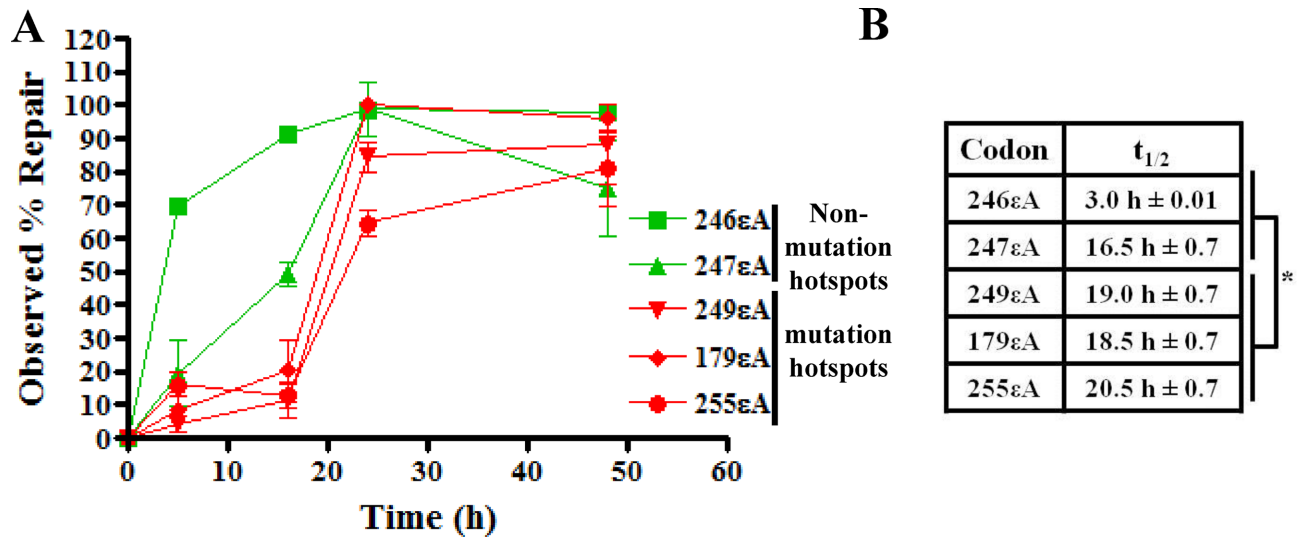 A
B
120
110
100
90
80
70
60
50
40
30
20
10
0
Observed % Repair
0 10 20 30 40 50 60
Time (h)
246εA
247εA
249εA
179εA
255εA
Non-
mutation
hotspots
mutation
hotspots
Codon t1/2
246εA 3.0 h ± 0.01
247εA 16.5 h ± 0.7
249εA 19.0 h ± 0.7
179εA 18.5 h ± 0.7
255εA 20.5 h ± 0.7
*